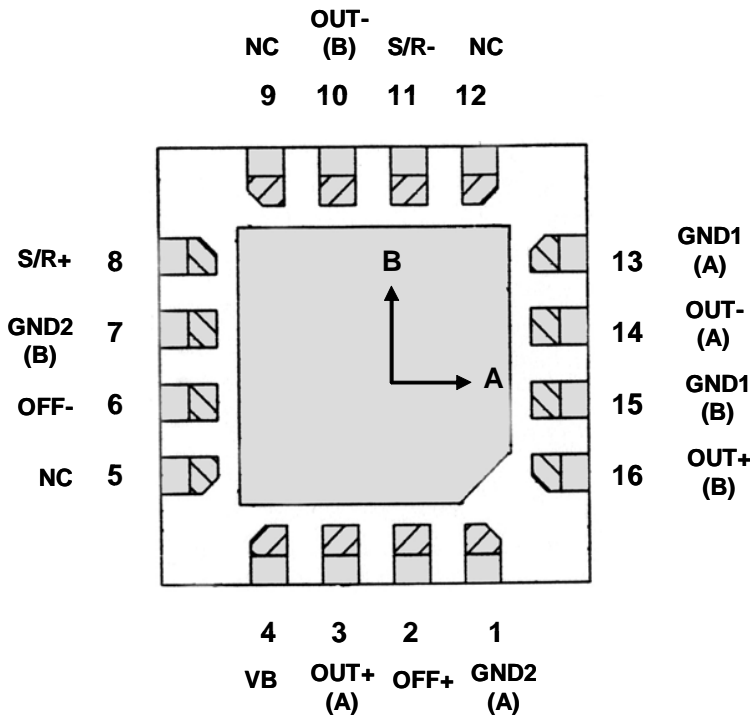 NC OUT- (B) S/R- NC
9 10 11 12
S/R+ 8
GND2 (B) 7
OFF- 6
NC 5
B
A
13 GND1 (A)
14 OUT- (A)
15 GND1 (B)
16 OUT+ (B)
4 3 2 1
VB OUT+ (A) OFF+ GND2 (A)